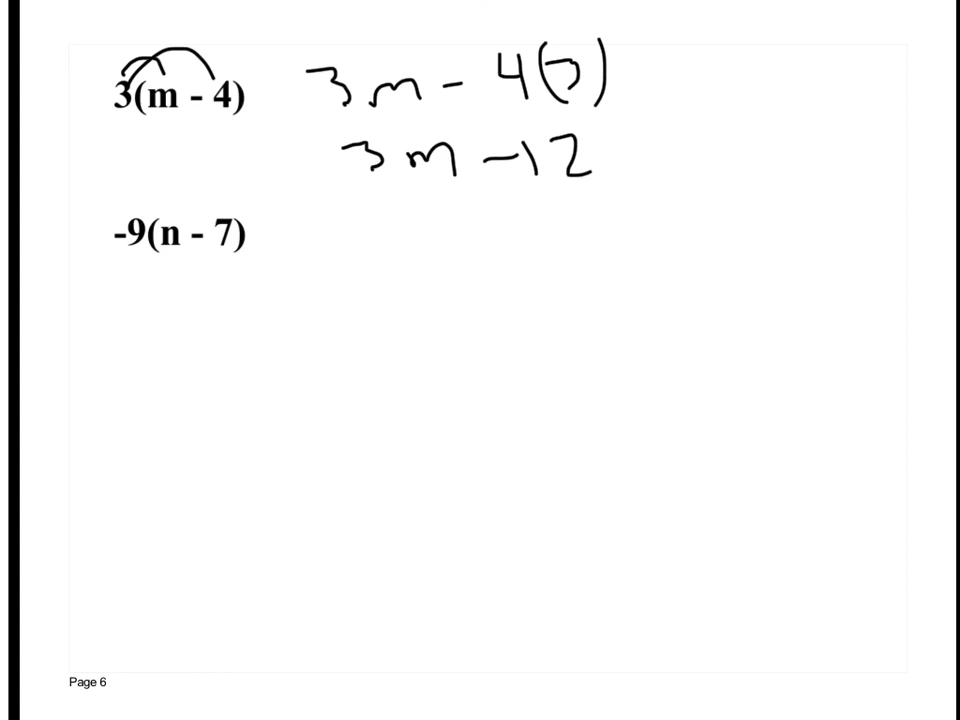 3(m - 4) 3m - 4(3)
3m - 12
-9(n - 7)
Page 6